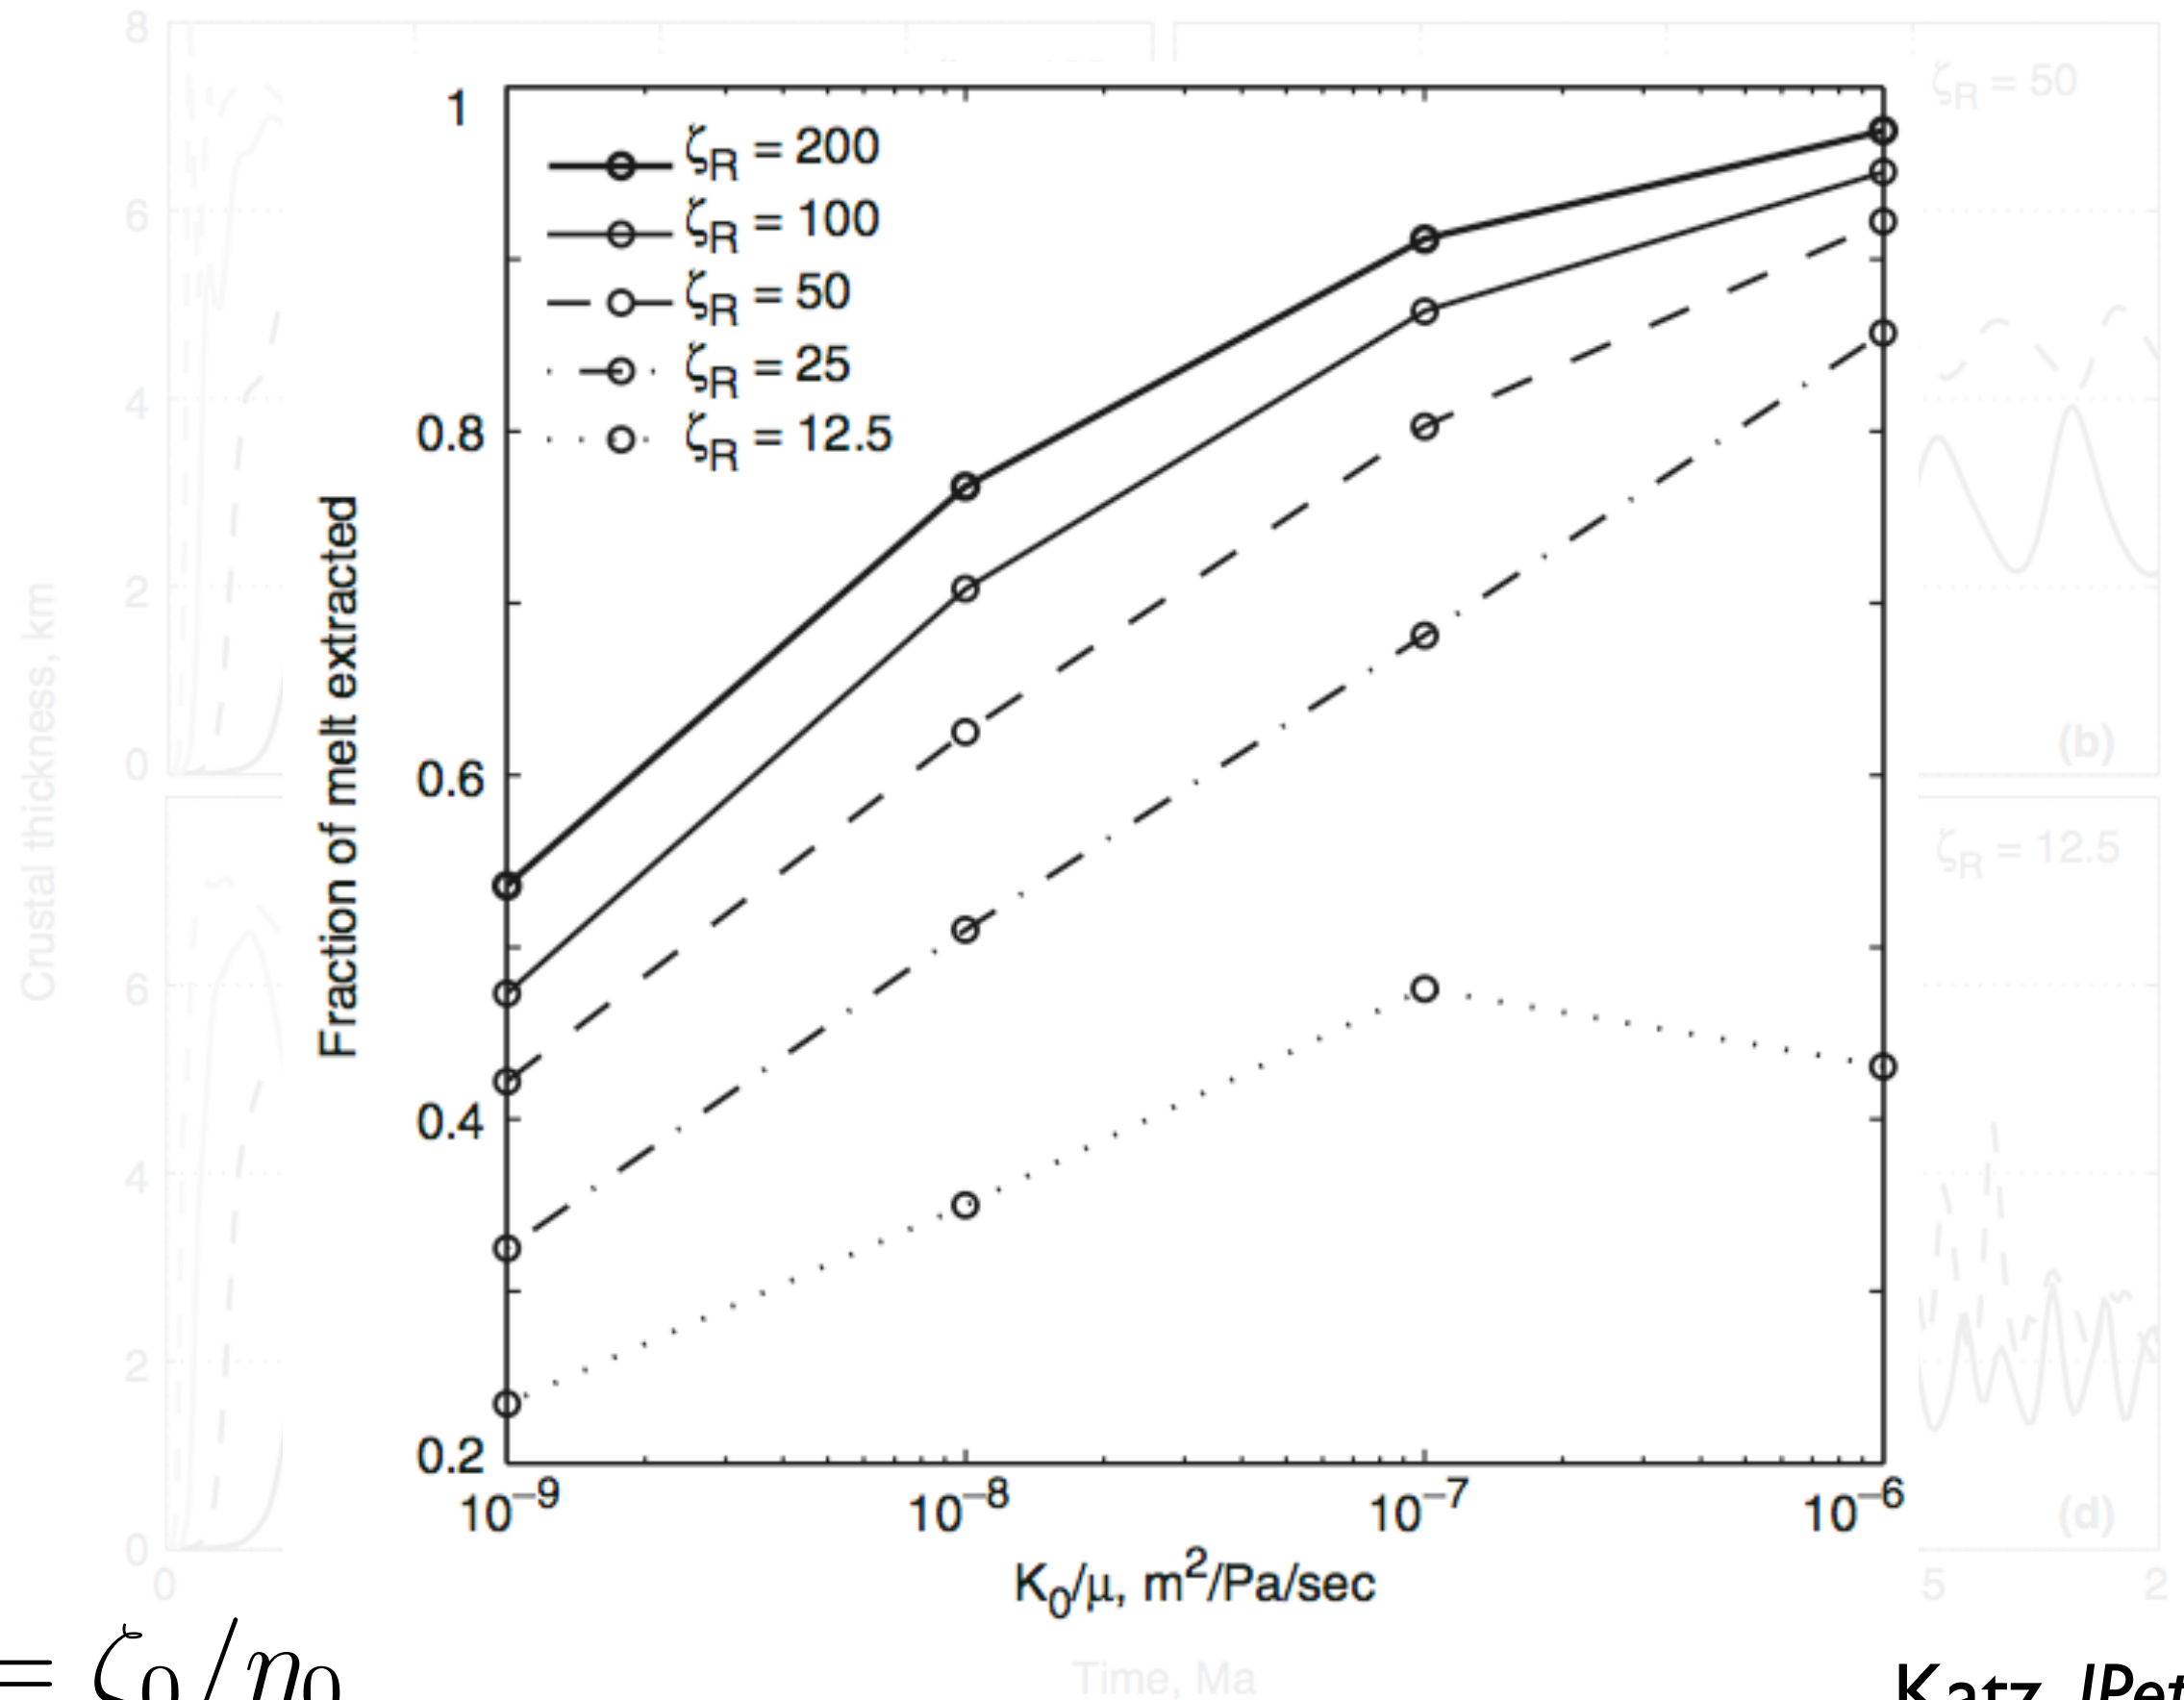 8
6
4
2
0
6
4
2
0
0
Crustal thickness, km
ζR = 50
(b)
ζR = 12.5
(d)
5
2
Time, Ma
1
0.8
0.6
0.4
0.2
Fraction of melt extracted
ζR = 200
ζR = 100
ζR = 50
ζR = 25
ζR = 12.5
10⁻⁹ 10⁻⁸ 10⁻⁷ 10⁻⁶
K₀/μ, m²/Pa/sec
= ζ₀/η₀
Katz,